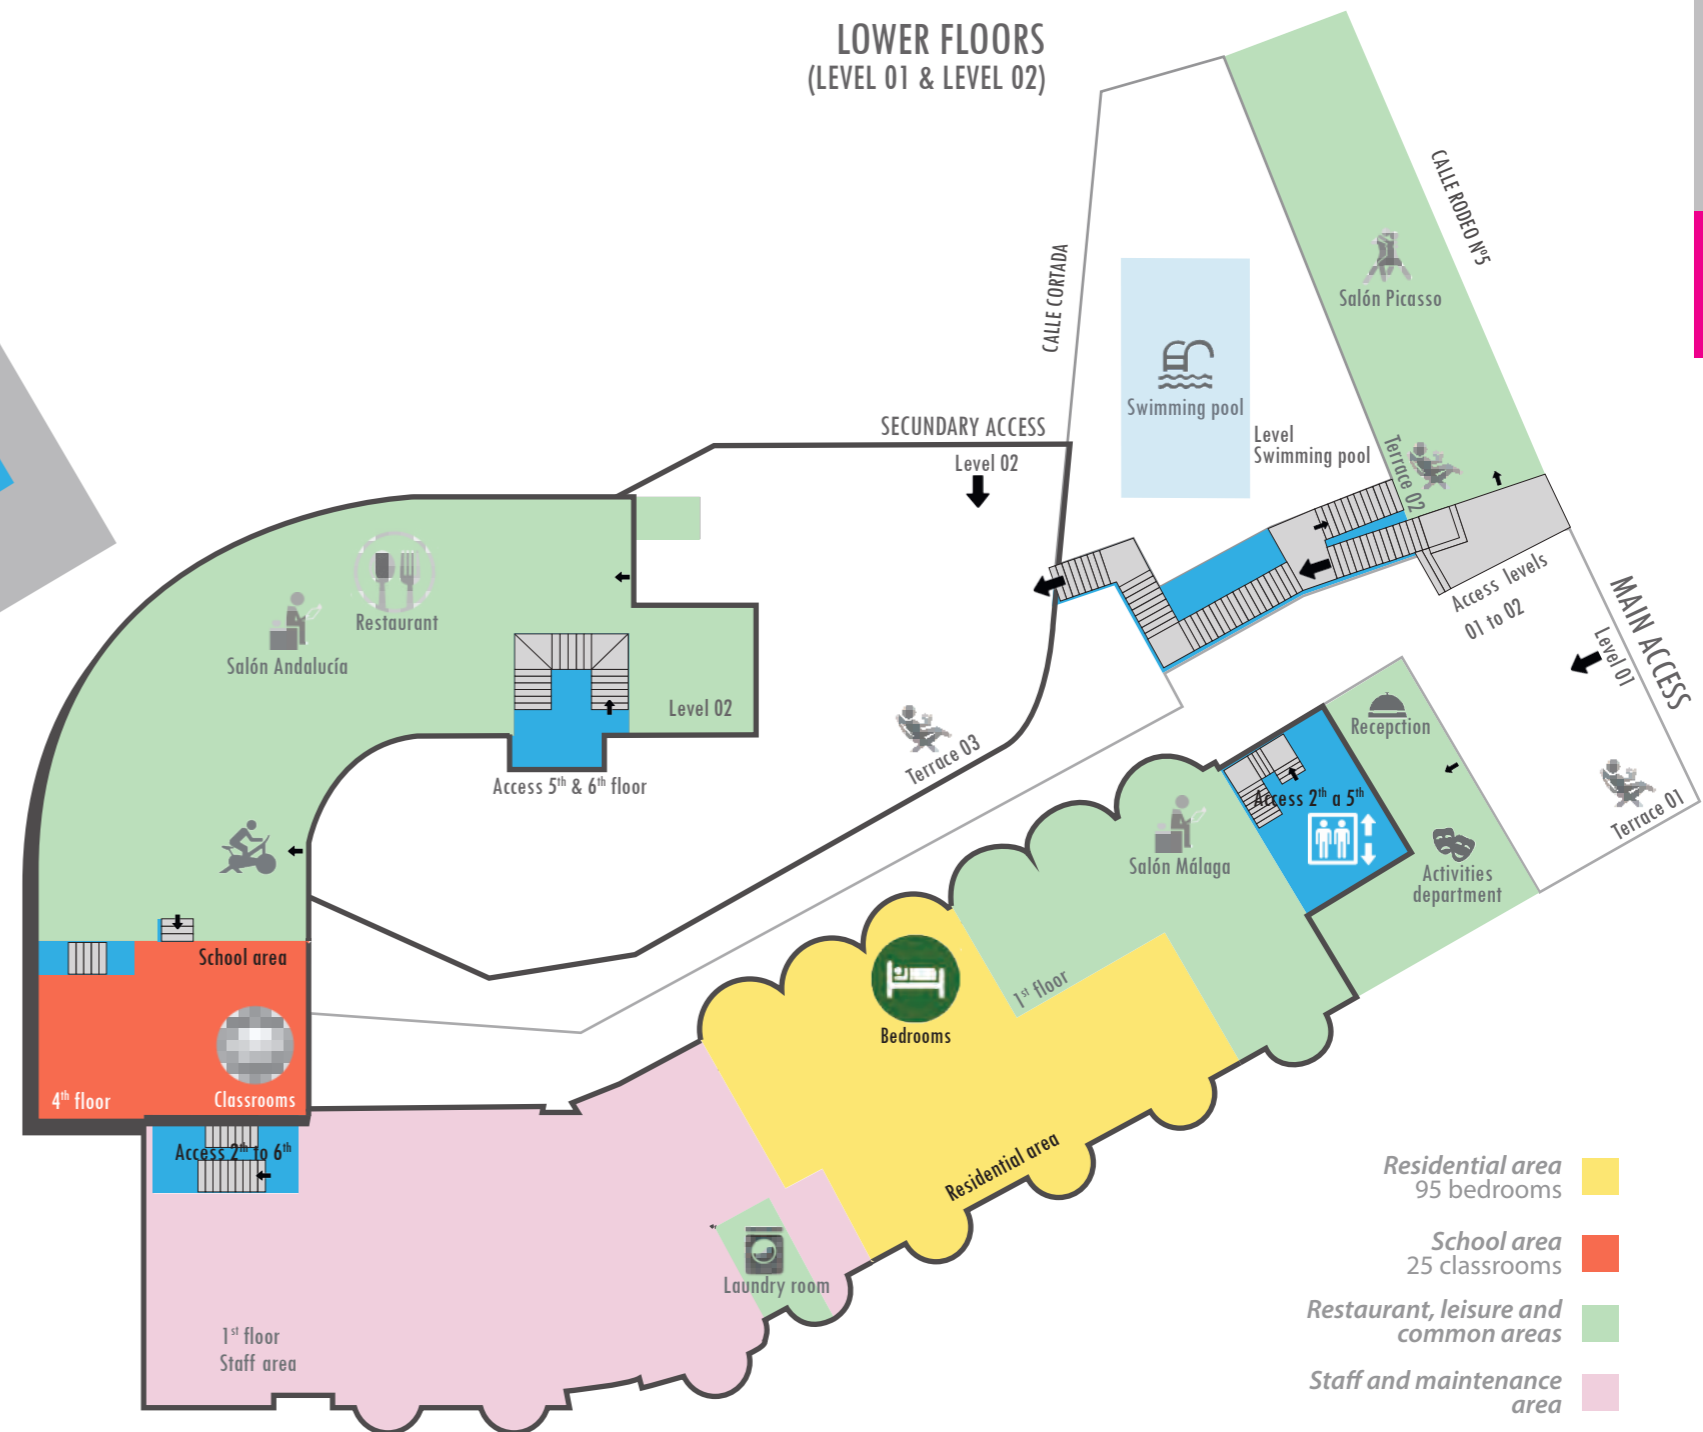 LOWER FLOORS
(LEVEL 01 & LEVEL 02)
CALLE RODEO Nº5
Salón Picasso
CALLE CORTADA
Swimming pool
Level
Swimming pool
Terrace 02
SECUNDARY ACCESS
Level 02
Access levels
01 to 02
MAIN ACCESS
Level 01
Restaurant
Salón Andalucía
Level 02
Access 5th & 6th floor
Terrace 03
Recepction
Access 2th a 5th
Terrace 01
Salón Málaga
Activities
department
School area
1st floor
Bedrooms
4th floor
Classrooms
Access 2th to 6th
Residential area
Laundry room
1st floor
Staff area
Residential area
95 bedrooms
School area
25 classrooms
Restaurant, leisure and
common areas
Staff and maintenance
area